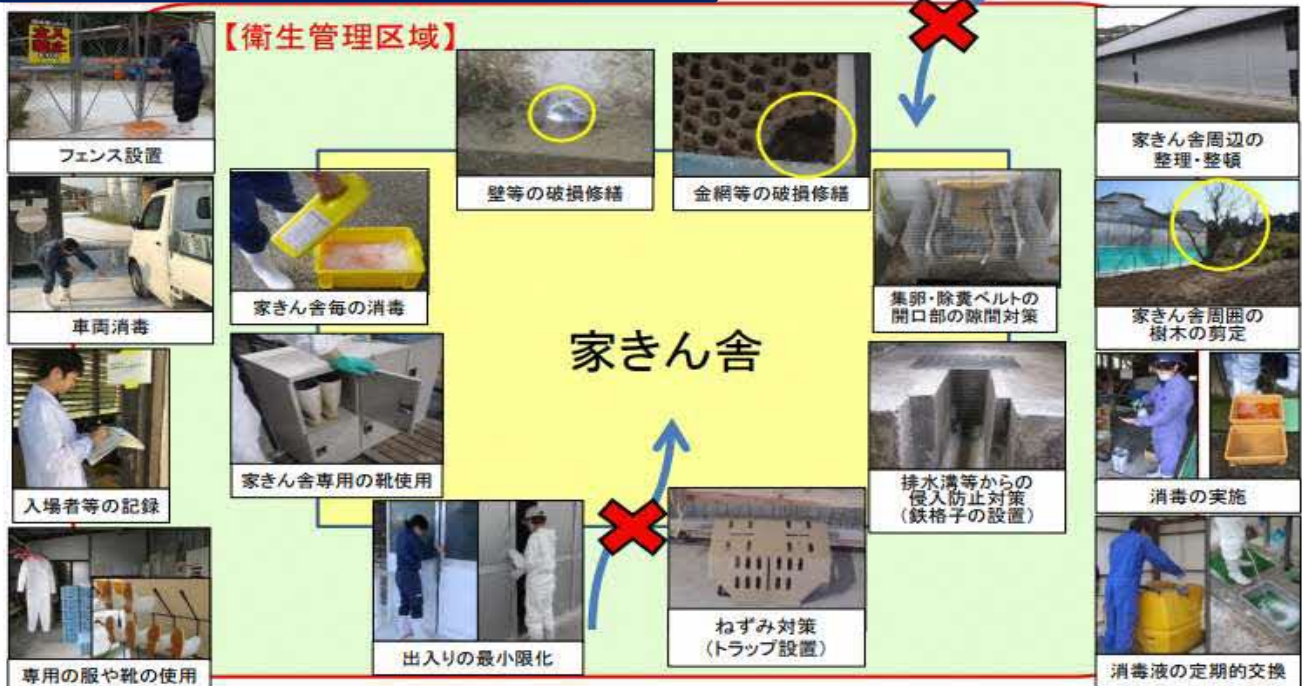 【衛生管理区域】
立入
禁止
フェンス設置
車両消毒
入場者等の記録
専用の服や靴の使用
家きん舎毎の消毒
家きん舎専用の靴使用
壁等の破損修繕
金網等の破損修繕
家きん舎
出入りの最小限化
ねずみ対策
(トラップ設置)
集卵・除糞ベルトの
開口部の隙間対策
排水溝等からの
侵入防止対策
(鉄格子の設置)
家きん舎周辺の
整理・整頓
家きん舎周囲の
樹木の剪定
消毒の実施
消毒液の定期的交換